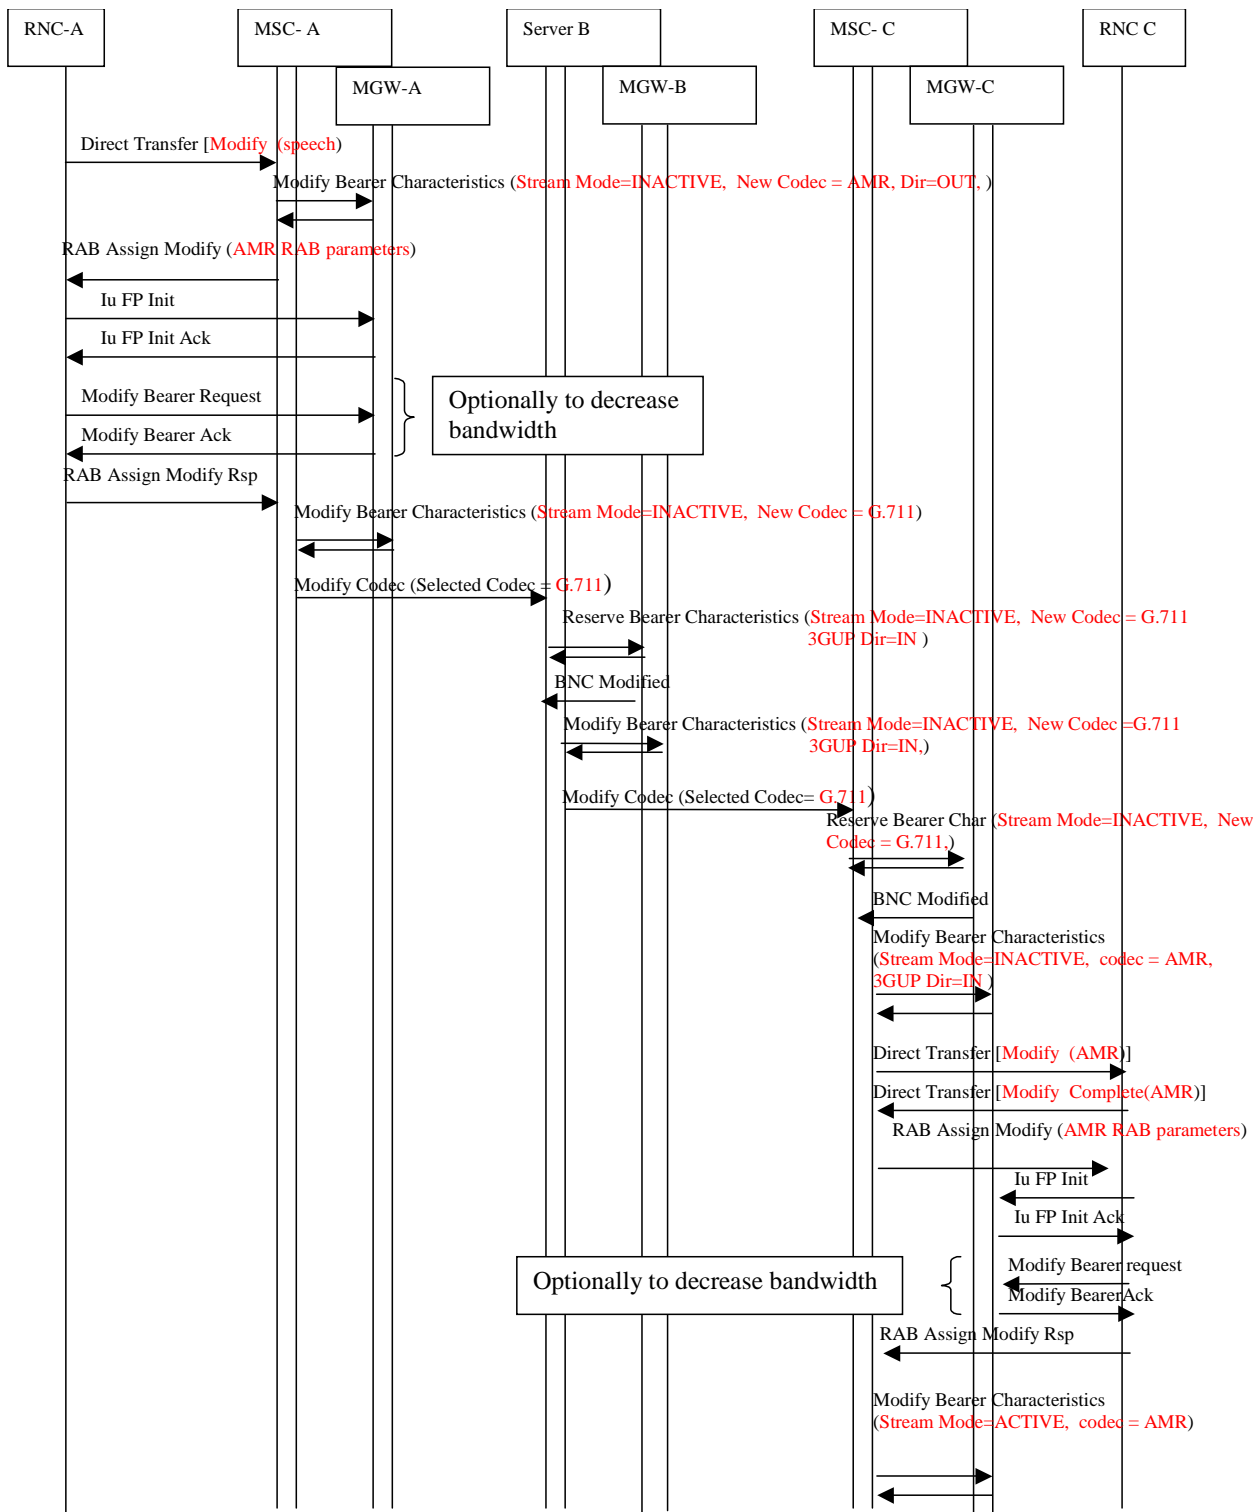 RNC-A
MSC- A
Server B
MSC- C
RNC C
MGW-A
MGW-B
MGW-C
Direct Transfer [Modify (speech)
Modify Bearer Characteristics (Stream Mode=INACTIVE, New Codec = AMR, Dir=OUT, )
RAB Assign Modify (AMR RAB parameters)
Iu FP Init
Iu FP Init Ack
Modify Bearer Request
Optionally to decrease
bandwidth
Modify Bearer Ack
RAB Assign Modify Rsp
Modify Bearer Characteristics (Stream Mode=INACTIVE, New Codec = G.711)
Modify Codec (Selected Codec = G.711)
Reserve Bearer Characteristics (Stream Mode=INACTIVE, New Codec = G.711
3GUP Dir=IN )
BNC Modified
Modify Bearer Characteristics (Stream Mode=INACTIVE, New Codec =G.711
3GUP Dir=IN,)
Modify Codec (Selected Codec= G.711)
Reserve Bearer Char (Stream Mode=INACTIVE, New
Codec = G.711,)
BNC Modified
Modify Bearer Characteristics
(Stream Mode=INACTIVE, codec = AMR,
3GUP Dir=IN )
Direct Transfer [Modify (AMR)]
Direct Transfer [Modify Complete(AMR)]
RAB Assign Modify (AMR RAB parameters)
Iu FP Init
Iu FP Init Ack
Optionally to decrease bandwidth
Modify Bearer request
Modify BearerAck
RAB Assign Modify Rsp
Modify Bearer Characteristics
(Stream Mode=ACTIVE, codec = AMR)